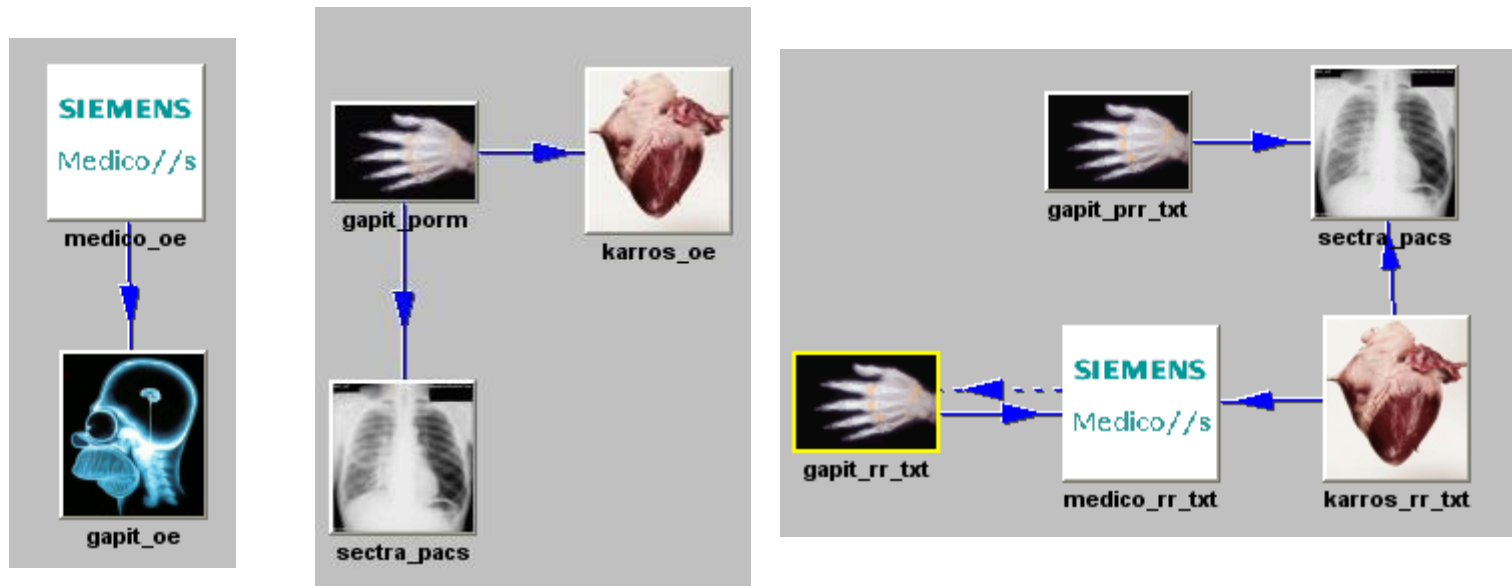 SIEMENS
Medico//s
medico_oe
gapit_oe
gapit_porm
karros_oe
sectra_pacs
gapit_prr_txt
sectra_pacs
SIEMENS
Medico//s
gapit_rr_txt
medico_rr_txt
karros_rr_txt